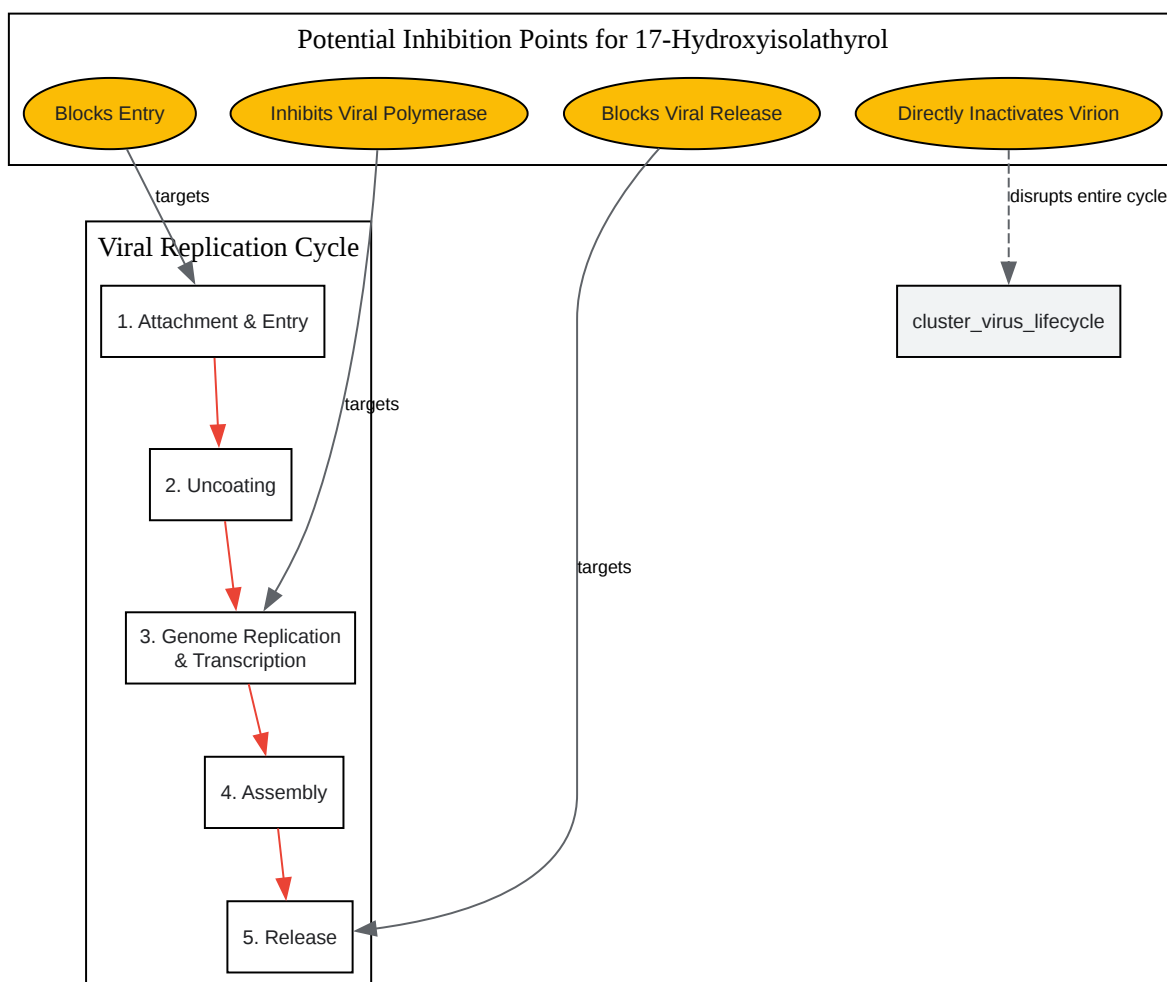 Potential Inhibition Points for 17-Hydroxyisolathyrol
Blocks Entry
Inhibits Viral Polymerase
Blocks Viral Release
Directly Inactivates Virion
targets
disrupts entire cycle
Viral Replication Cycle
1. Attachment & Entry
cluster_virus_lifecycle
targets
2. Uncoating
targets
3. Genome Replication
& Transcription
4. Assembly
5. Release